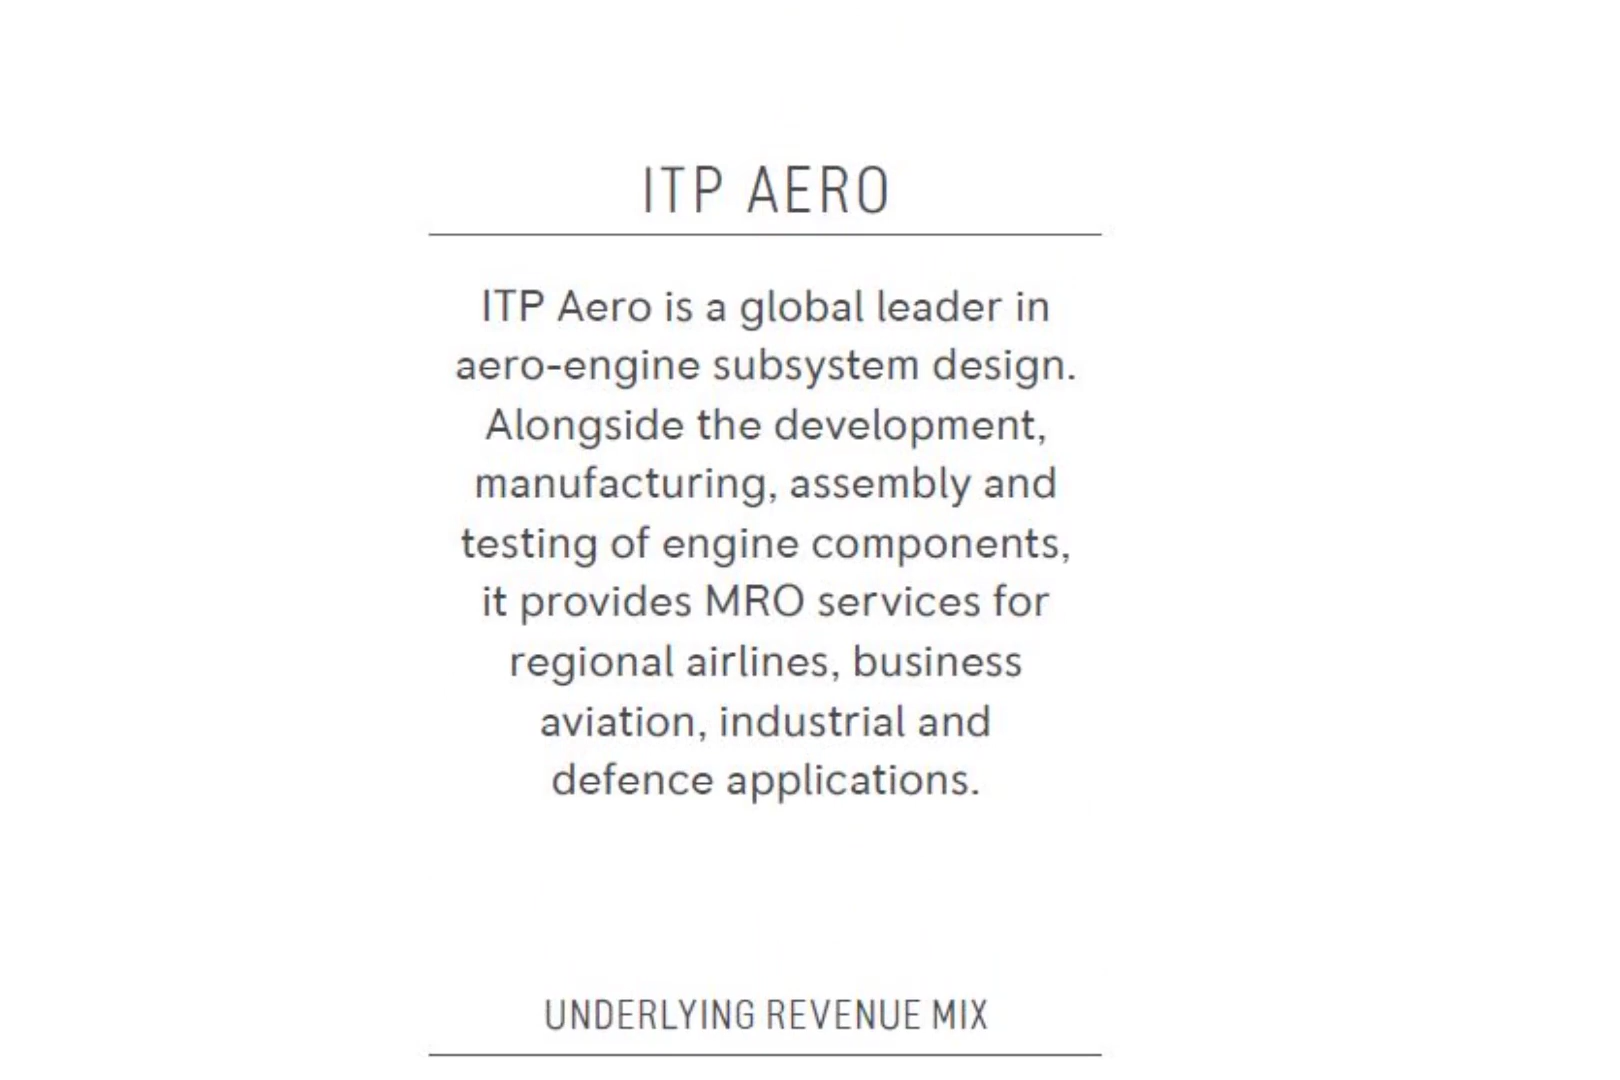 ITP AERO
ITP Aero is a global leader in
aero-engine subsystem design.
Alongside the development,
manufacturing, assembly and
testing of engine components,
it provides MRO services for
regional airlines, business
aviation, industrial and
defence applications.
UNDERLYING REVENUE MIX